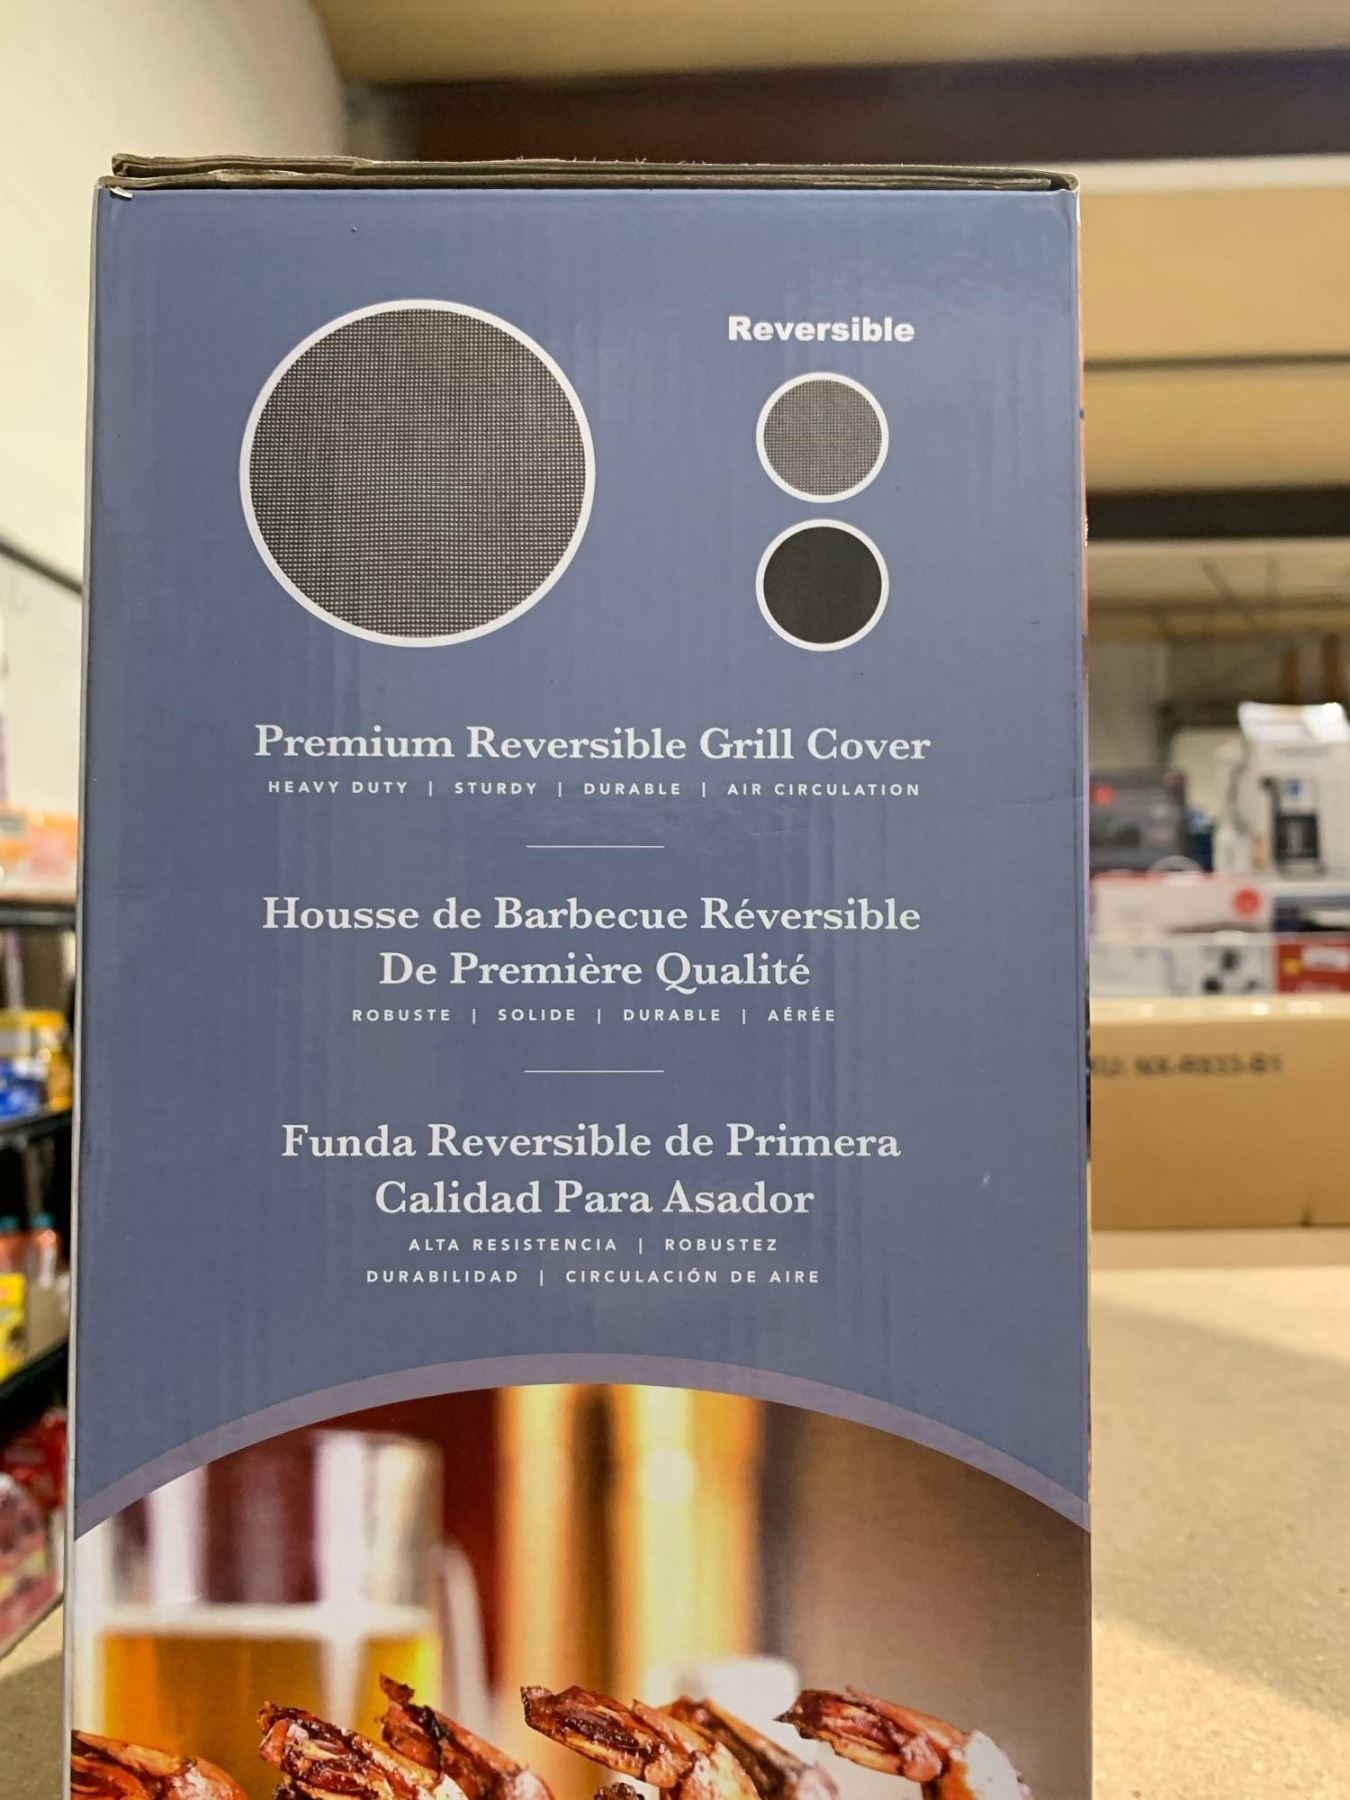 Reversible
Premium Reversible Grill Cover
HEAVY DUTY | STURDY | DURABLE | AIR CIRCULATION
Housse de Barbecue Réversible
De Première Qualité
ROBUSTE | SOLIDE | DURABLE | AÉRÉE
Funda Reversible de Primera
Calidad Para Asador
ALTA RESISTENCIA | ROBUSTEZ
DURABILIDAD | CIRCULACIÓN DE AIRE